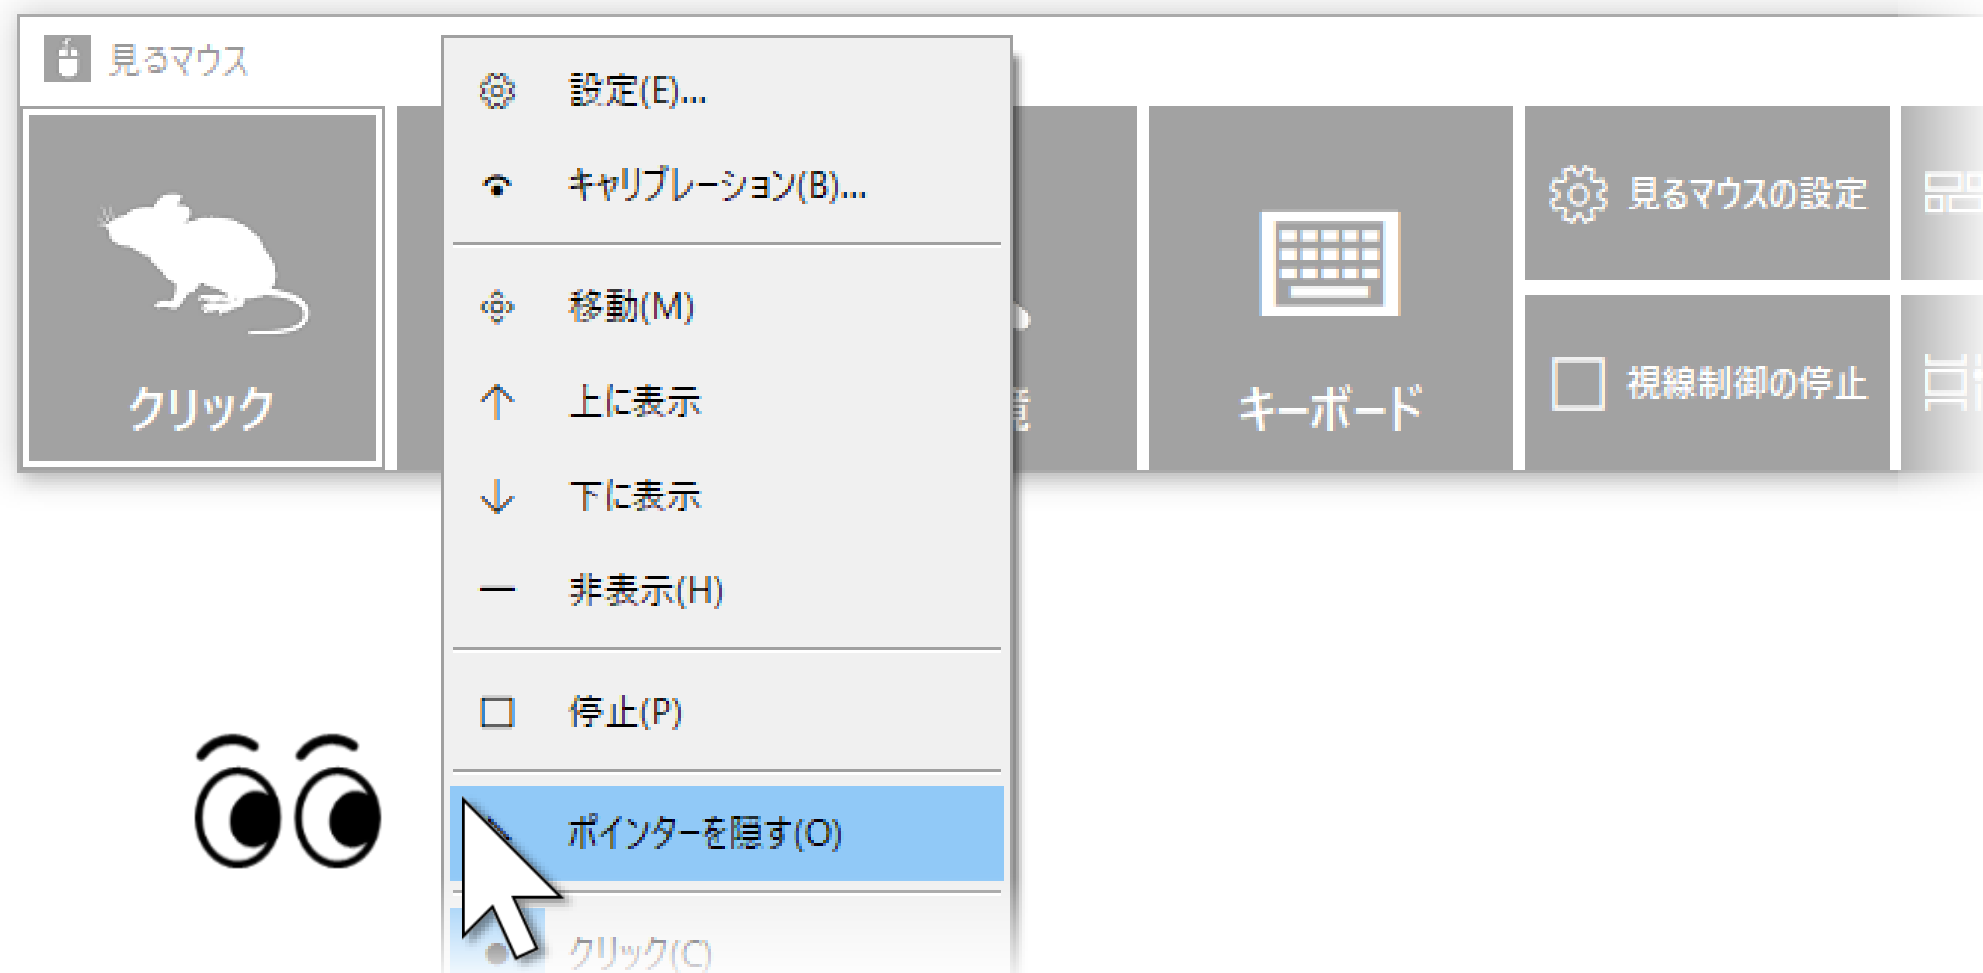 見るマウス
設定(E)...
キャリブレーション(B)...
移動(M)
上に表示
下に表示
非表示(H)
停止(P)
ポインターを隠す(O)
クリック(C)
クリック
キーボード
見るマウスの設定
視線制御の停止